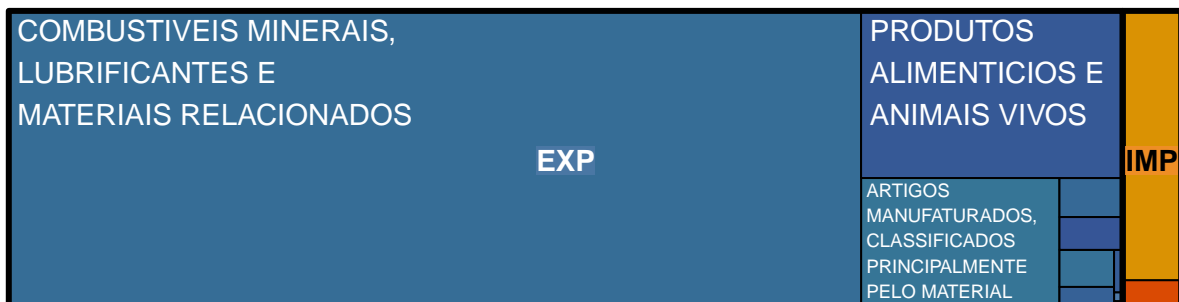 COMBUSTIVEIS MINERAIS,
LUBRIFICANTES E
MATERIAIS RELACIONADOS
EXP
PRODUTOS
ALIMENTICIOS E
ANIMAIS VIVOS
ARTIGOS
MANUFATURADOS,
CLASSIFICADOS
PRINCIPALMENTE
PELO MATERIAL
IMP